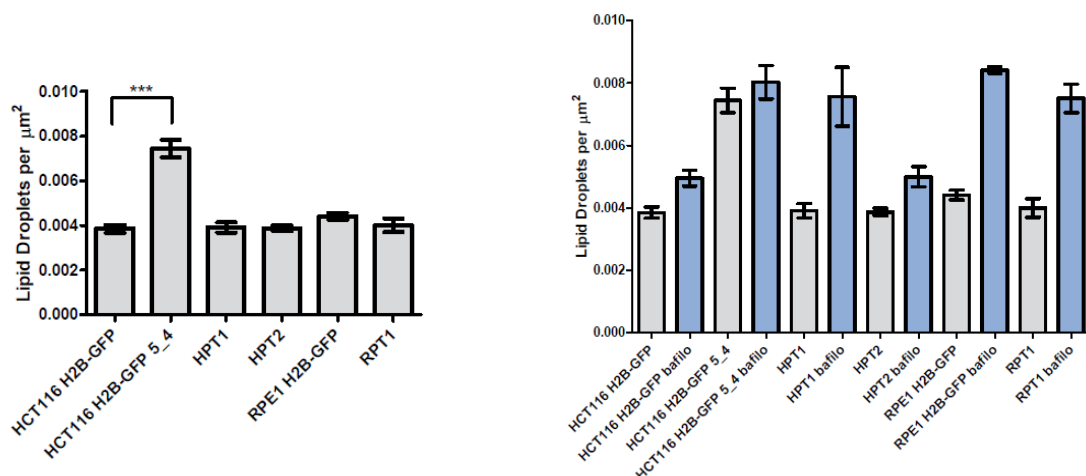 Lipid Droplets per μm²
0.010
0.008
0.006
0.004
0.002
0.000
***
HCT116 H2B-GFP
HCT116 H2B-GFP 5_4
HPT1
HPT2
RPE1 H2B-GFP
RPT1
Lipid Droplets per μm²
0.010
0.008
0.006
0.004
0.002
0.000
HCT116 H2B-GFP
HCT116 H2B-GFP bafilo
HCT116 H2B-GFP 5_4
HCT116 H2B-GFP 5_4 bafilo
HPT1
HPT1 bafilo
HPT2
HPT2 bafilo
RPE1 H2B-GFP
RPE1 H2B-GFP bafilo
RPT1
RPT1 bafilo